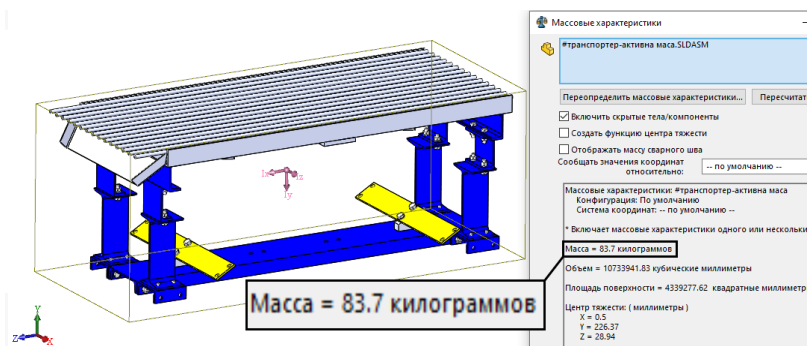 Массовые характеристики
#транспортер-активна маса.SLDASM
Переопределить массовые характеристики...
Пересчитат
Включить скрытые тела/компоненты
Создать функцию центра тяжести
Отображать массу сварного шва
Сообщать значения координат
относительно:
-- по умолчанию --
Массовые характеристики: #транспортер-активна маса
Конфигурация: По умолчанию
Система координат: -- по умолчанию --
* Включает массовые характеристики одного или нескольки
Масса = 83.7 килограммов
Объем = 10733941.83 кубические миллиметры
Площадь поверхности = 4339277.62 квадратные миллиметр
Центр тяжести: ( миллиметры )
X = 0.5
Y = 226.37
Z = 28.94
Масса = 83.7 килограммов
Ix
Iz
Iy
Y
Z
X